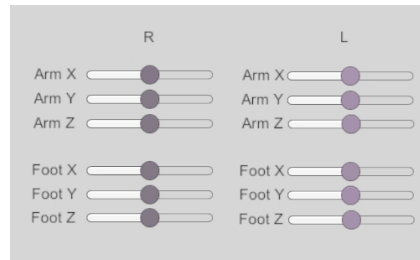 R L
Arm X Arm X
Arm Y Arm Y
Arm Z Arm Z
Foot X Foot X
Foot Y Foot Y
Foot Z Foot Z